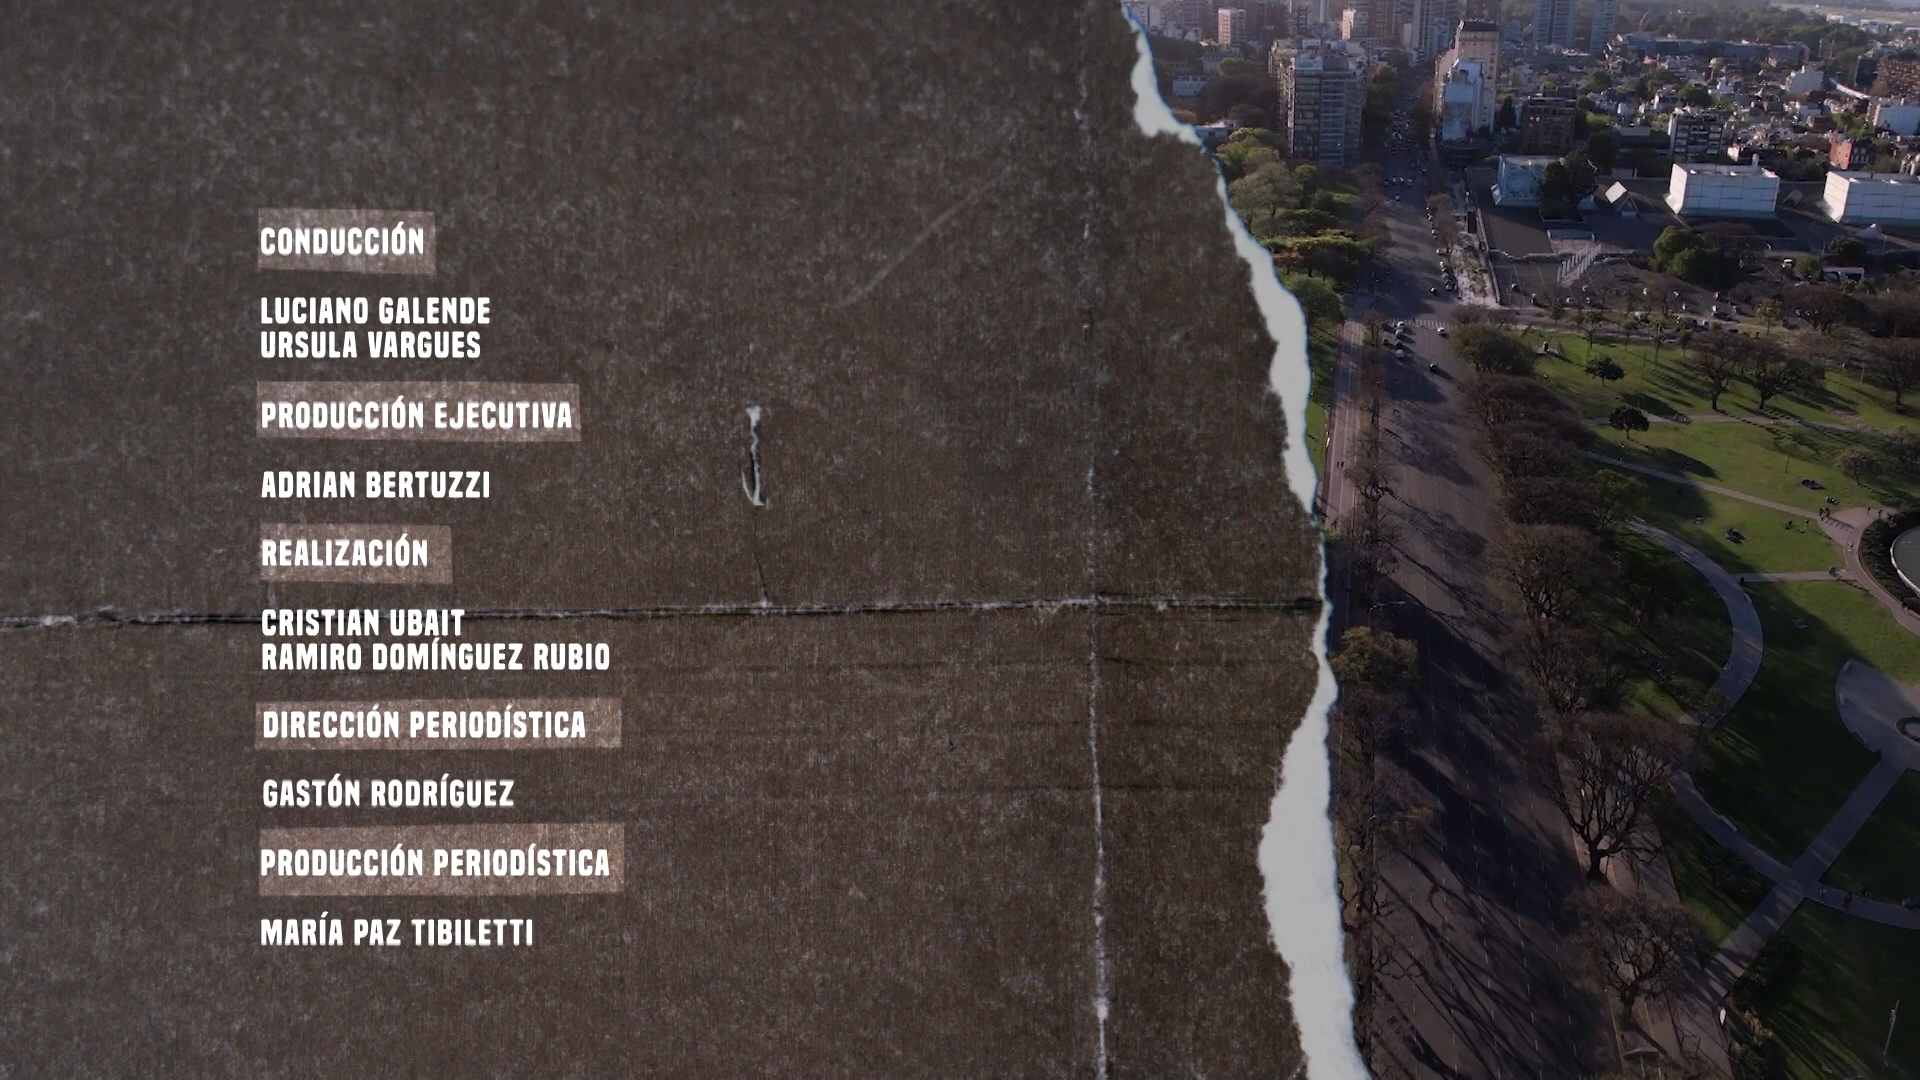 CONDUCCIÓN
LUCIANO GALENDE
URSULA VARGUES
PRODUCCIÓN EJECUTIVA
ADRIAN BERTUZZI
REALIZACIÓN
CRISTIAN UBAIT
RAMIRO DOMÍNGUEZ RUBIO
DIRECCIÓN PERIODÍSTICA
GASTÓN RODRÍGUEZ
PRODUCCIÓN PERIODÍSTICA
MARÍA PAZ TIBILETTI